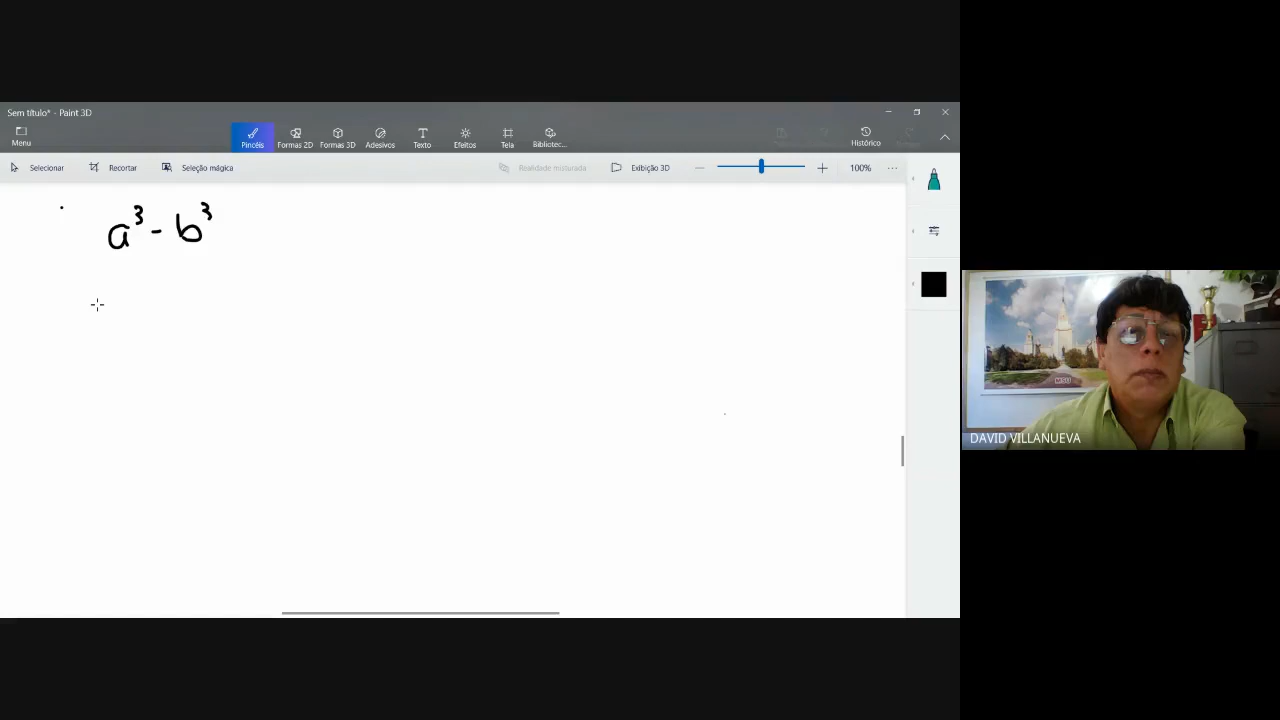 Sem título* - Paint 3D
Menu
Pincéis
Formas 2D
Formas 3D
Adesivos
Texto
Efeitos
Tela
Bibliotec...
Histórico
Selecionar
Recortar
Seleção mágica
Realidade misturada
Exibição 3D
100%
a³ - b³
MSU
DAVID VILLANUEVA